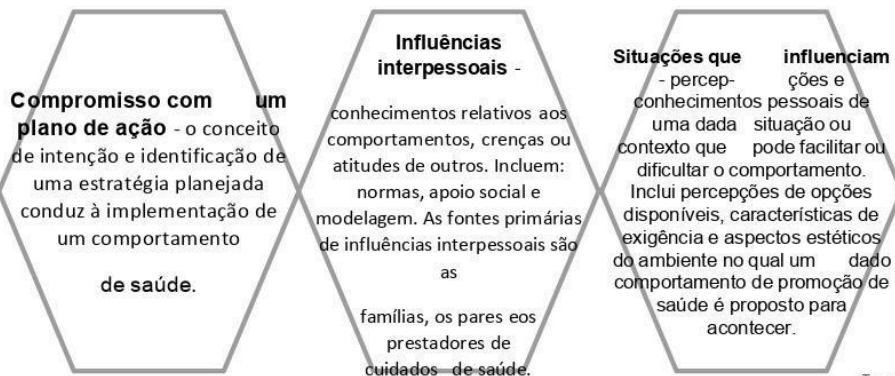 Compromisso com um
plano de ação - o conceito
de intenção e identificação de
uma estratégia planejada
conduz à implementação de
um comportamento
de saúde.
Influências
interpessoais -
conhecimentos relativos aos
comportamentos, crenças ou
atitudes de outros. Incluem:
normas, apoio social e
modelagem. As fontes primárias
de influências interpessoais são
as
famílias, os pares eos
prestadores de
cuidados de saúde.
Situações que influenciam
- percep- ções e
conhecimentos pessoais de
uma dada situação ou
contexto que pode facilitar ou
dificultar o comportamento.
Inclui percepções de opções
disponíveis, características de
exigência e aspectos estéticos
do ambiente no qual um dado
comportamento de promoção de
saúde é proposto para
acontecer.